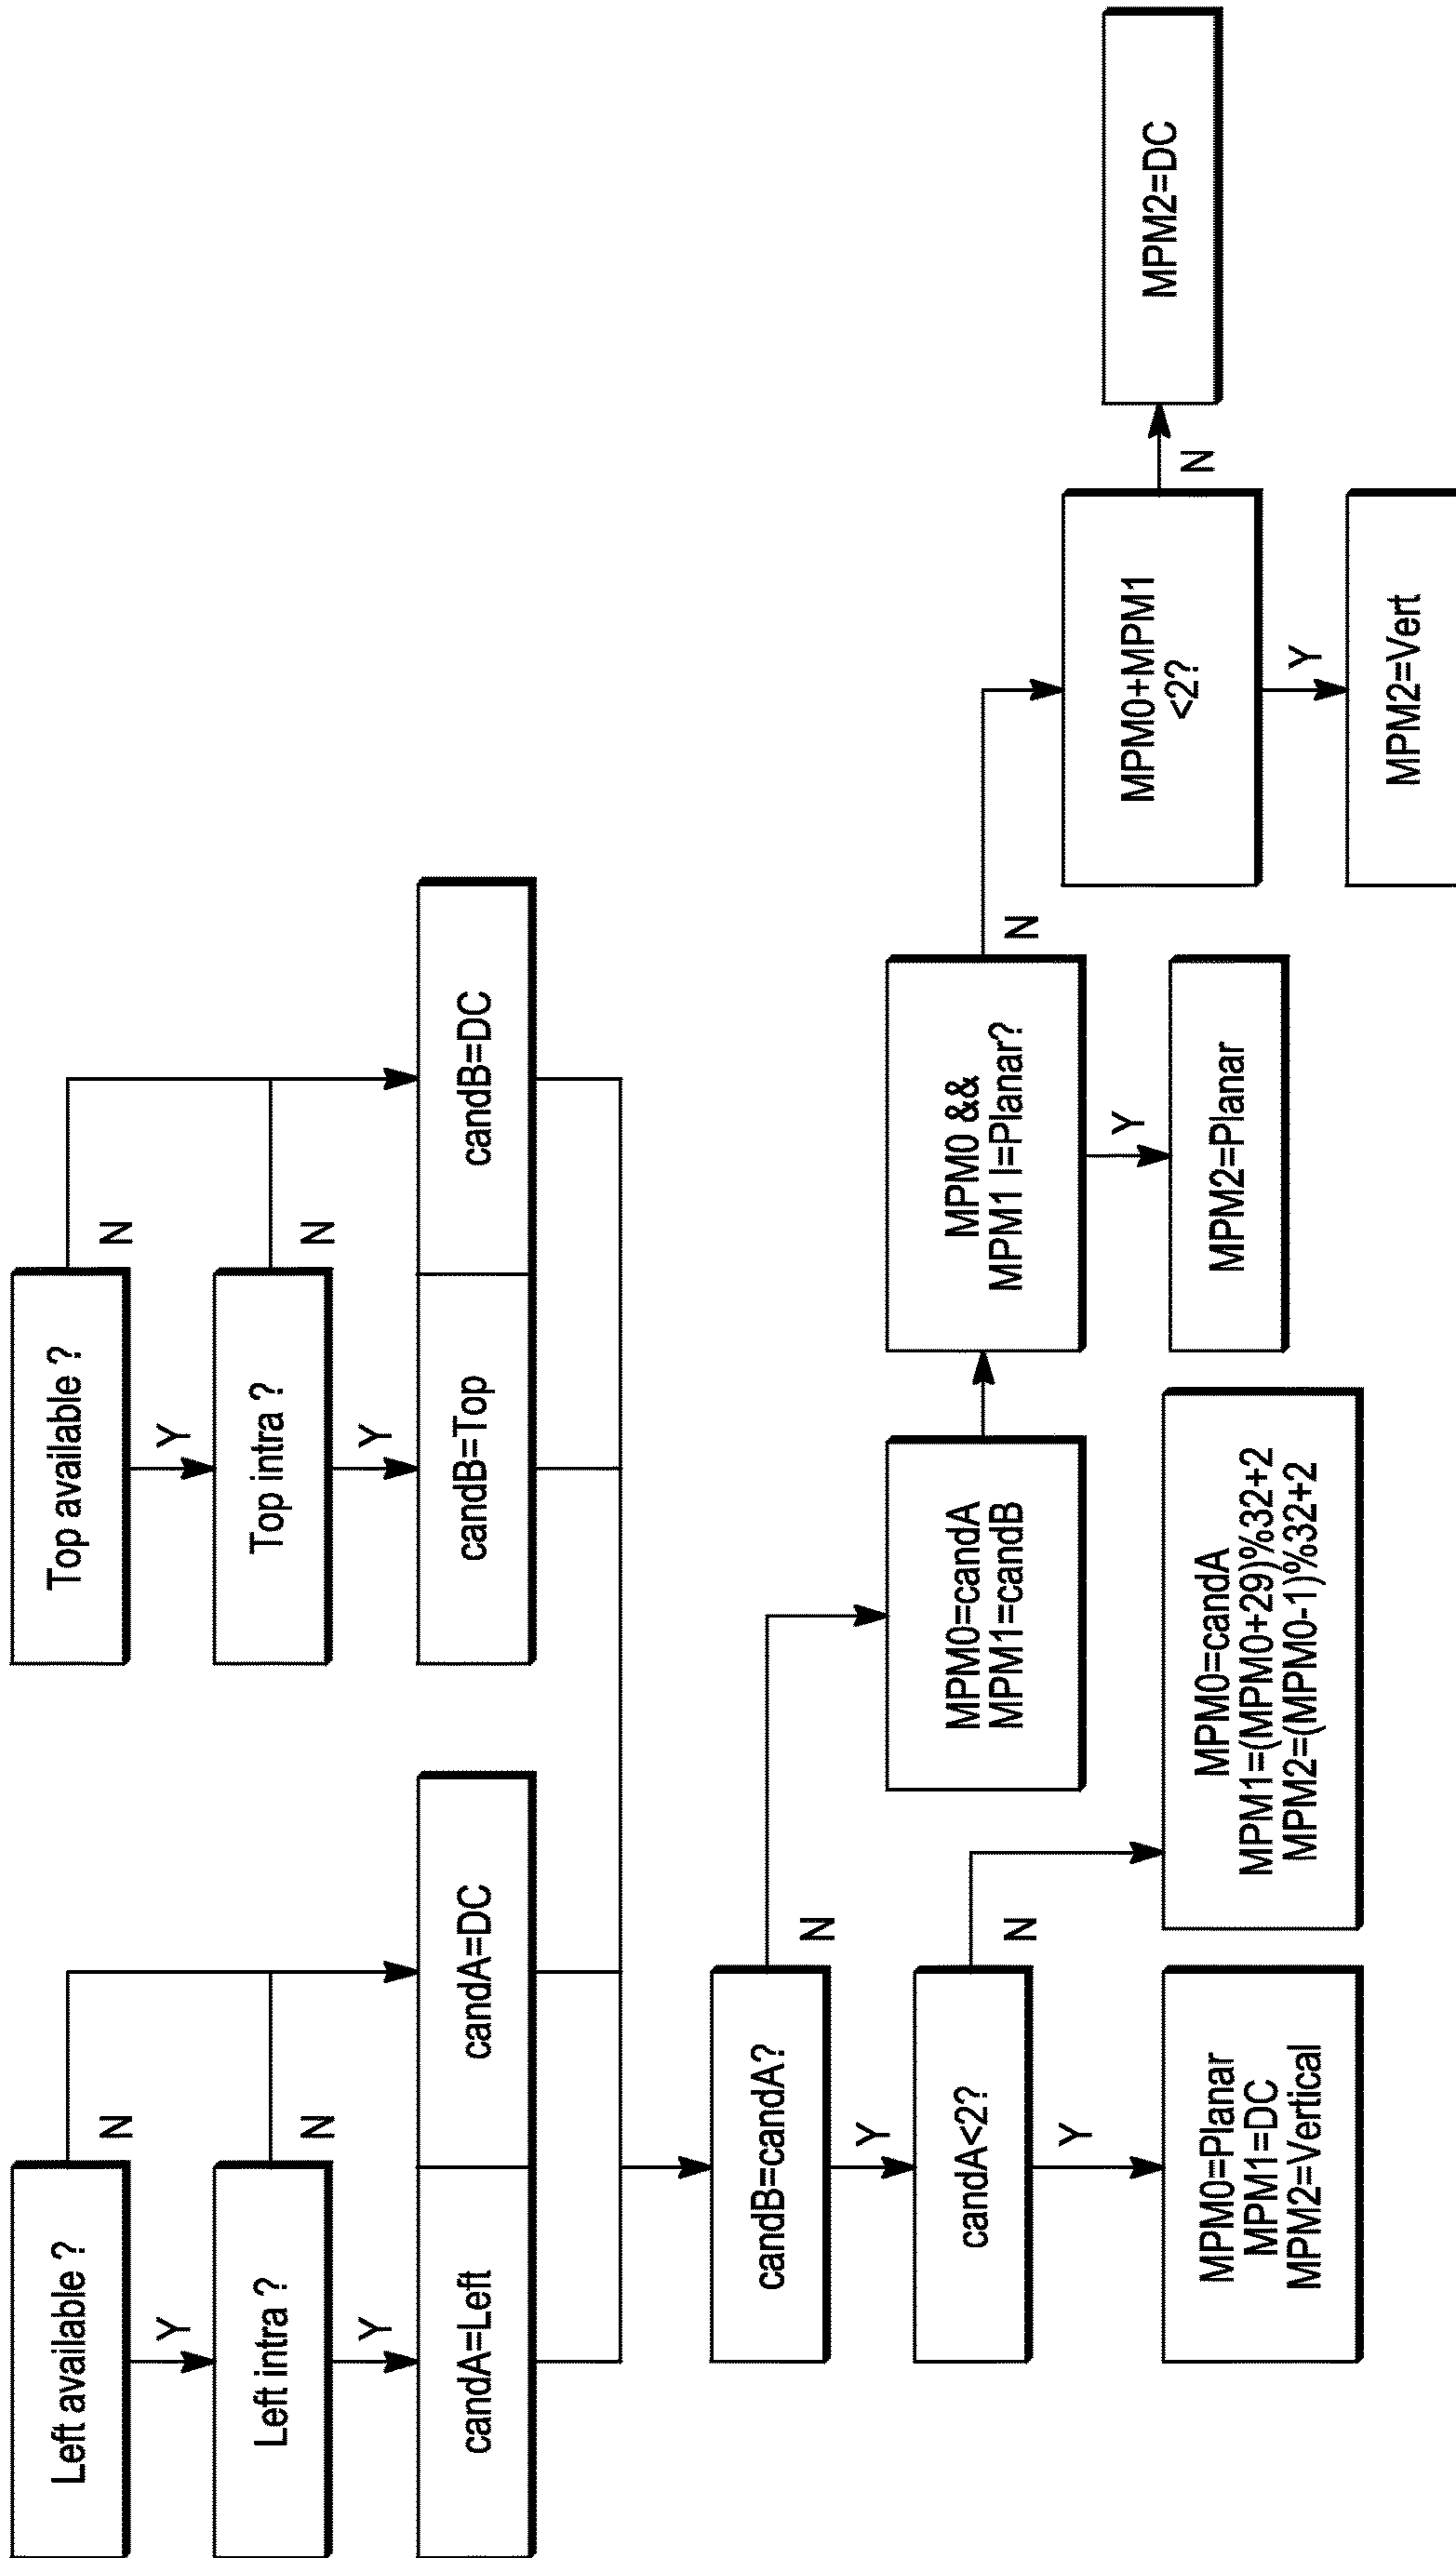 Left available ?
N
Top available ?
N
Y
Y
Left intra ?
N
Top intra ?
N
Y
Y
candA=Left
candA=DC
candB=Top
candB=DC
candB=candA?
N
Y
candA<2?
N
Y
MPM0=Planar
MPM1=DC
MPM2=Vertical
MPM0=candA
MPM1=(MPM0+29)%32+2
MPM2=(MPM0-1)%32+2
MPM0=candA
MPM1=candB
MPM0 &&
MPM1 I=Planar?
N
Y
MPM2=Planar
MPM0+MPM1
<2?
N
Y
MPM2=DC
MPM2=Vert